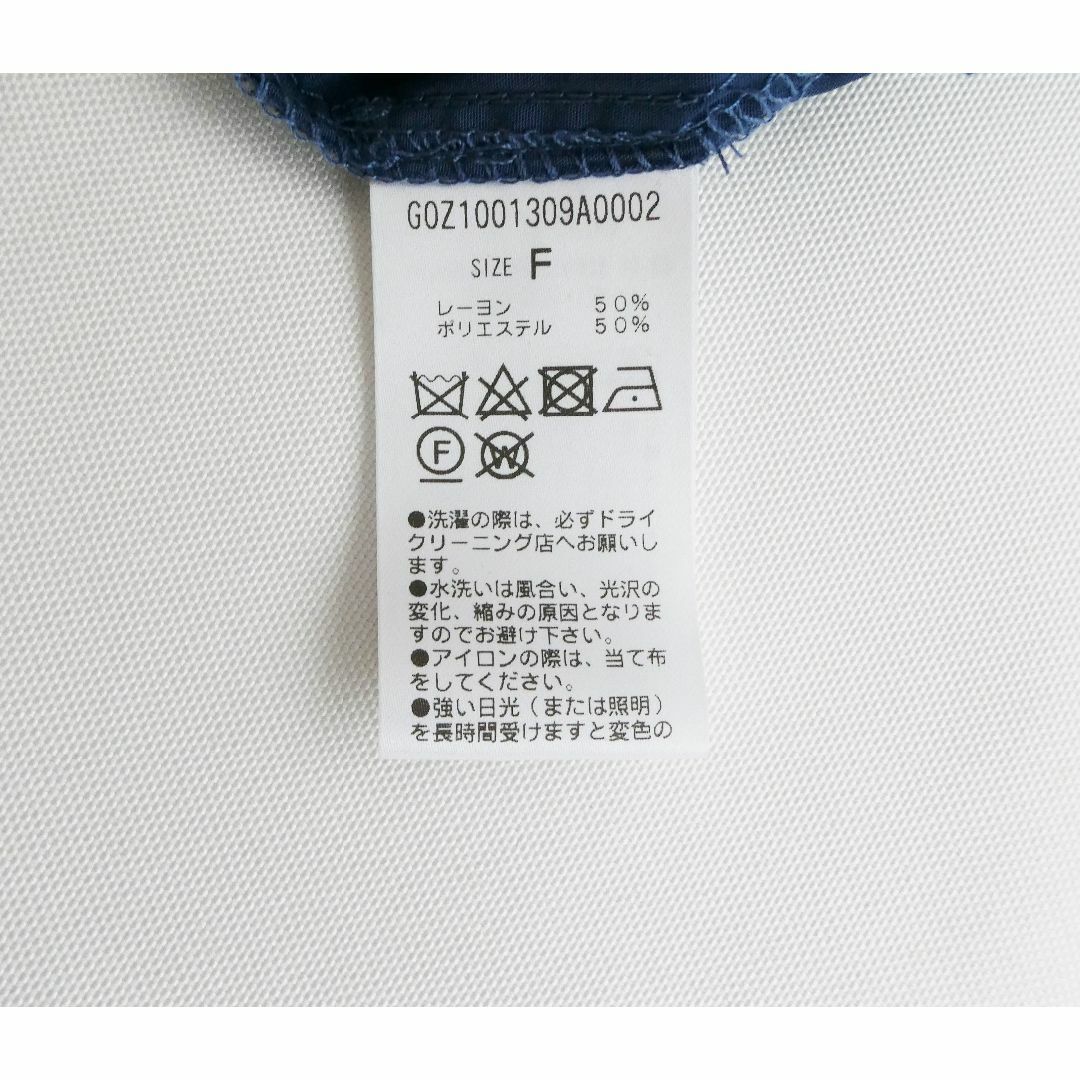 G0Z1001309A0002
SIZE F
レーヨン 50%
ポリエステル 50%
F W
●洗濯の際は、必ずドライ
クリーニング店へお願いし
ます。
●水洗いは風合い、光沢の
変化、縮みの原因となりま
すのでお避け下さい。
●アイロンの際は、当て布
をしてください。
●強い日光(または照明)
を長時間受けますと変色の